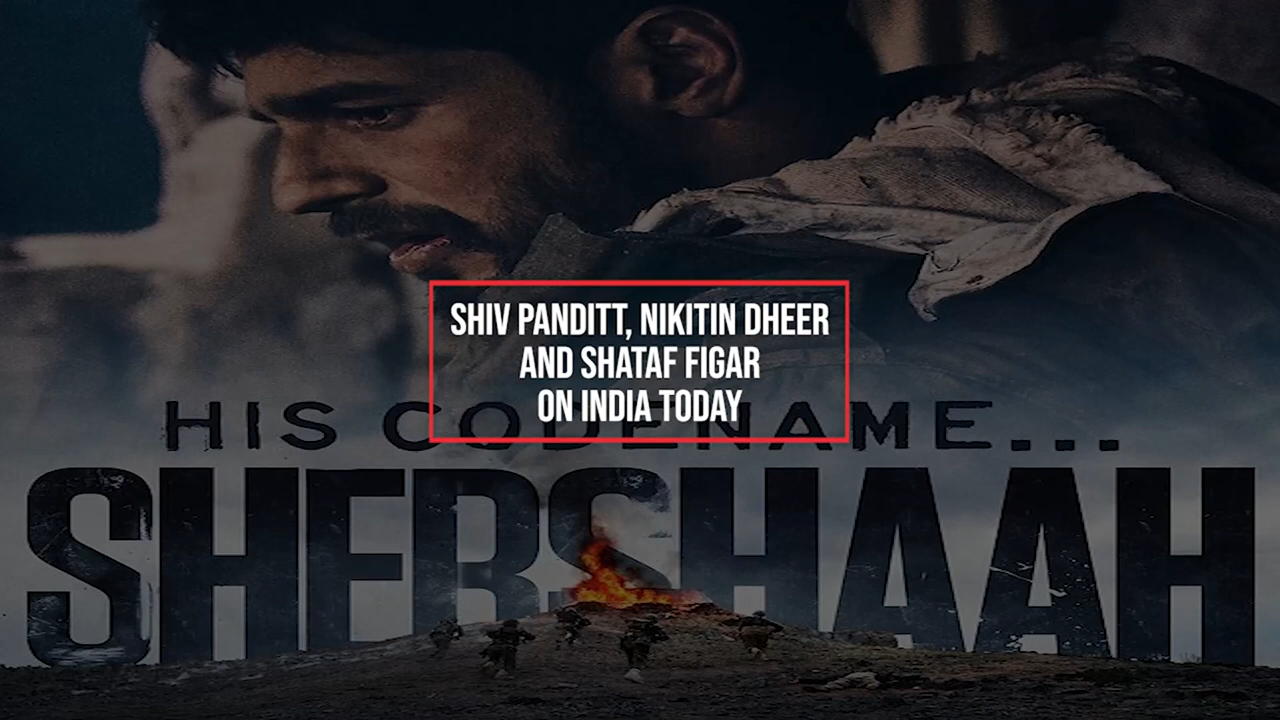 SHIV PANDITT, NIKITIN DHEER
AND SHATAF FIGAR
ON INDIA TODAY
HIS CODENAME...
SHERSHAAH